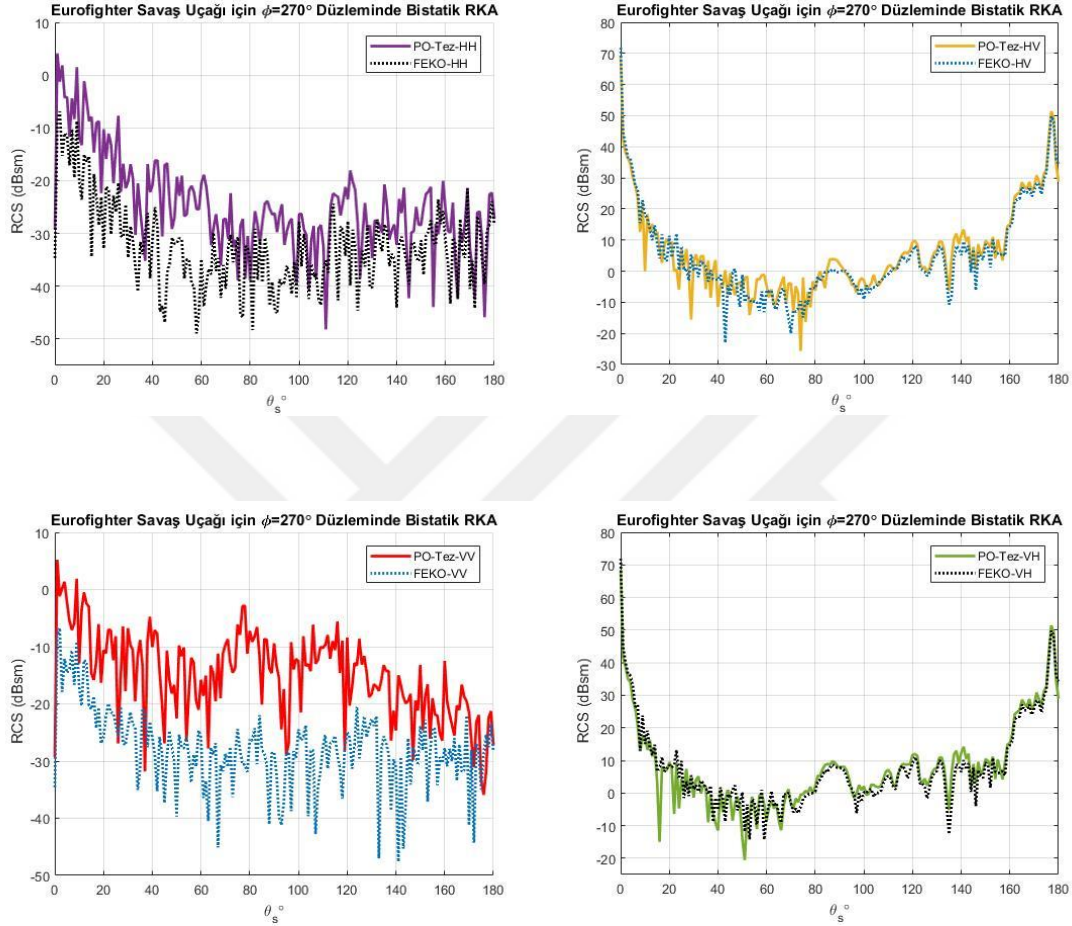 Eurofighter Savaş Uçağı için ϕ=270° Düzleminde Bistatik RKA
PO-Tez-HH
FEKO-HH
RCS (dBsm)
10
0
-10
-20
-30
-40
-50
0 20 40 60 80 100 120 140 160 180
θs°
Eurofighter Savaş Uçağı için ϕ=270° Düzleminde Bistatik RKA
PO-Tez-HV
FEKO-HV
RCS (dBsm)
80
70
60
50
40
30
20
10
0
-10
-20
-30
0 20 40 60 80 100 120 140 160 180
θs°
Eurofighter Savaş Uçağı için ϕ=270° Düzleminde Bistatik RKA
PO-Tez-VV
FEKO-VV
RCS (dBsm)
10
0
-10
-20
-30
-40
-50
0 20 40 60 80 100 120 140 160 180
θs°
Eurofighter Savaş Uçağı için ϕ=270° Düzleminde Bistatik RKA
PO-Tez-VH
FEKO-VH
RCS (dBsm)
80
70
60
50
40
30
20
10
0
-10
-20
0 20 40 60 80 100 120 140 160 180
θs°